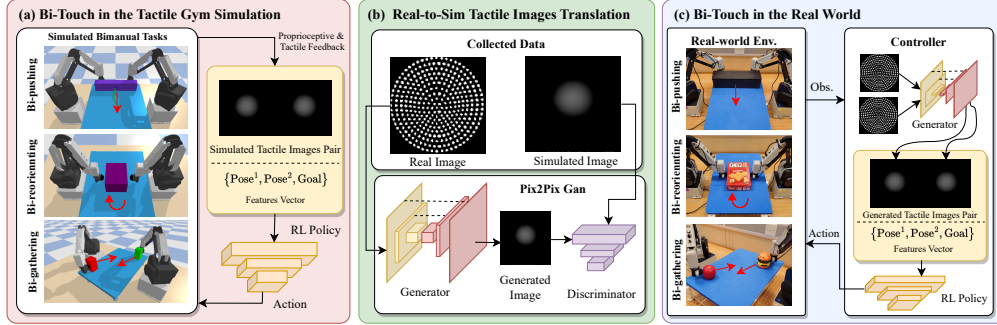 (a) Bi-Touch in the Tactile Gym Simulation
Simulated Bimanual Tasks
Bi-pushing
Bi-reorienting
Bi-gathering
Proprioceptive &
Tactile Feedback
Simulated Tactile Images Pair
{Pose¹, Pose², Goal}
Features Vector
RL Policy
Action
(b) Real-to-Sim Tactile Images Translation
Collected Data
Real Image
Simulated Image
Pix2Pix Gan
Generator
Generated
Image
Discriminator
(c) Bi-Touch in the Real World
Real-world Env.
Bi-pushing
Bi-reorienting
Bi-gathering
Obs.
Action
Controller
Generator
Generated Tactile Images Pair
{Pose¹, Pose², Goal}
Features Vector
RL Policy